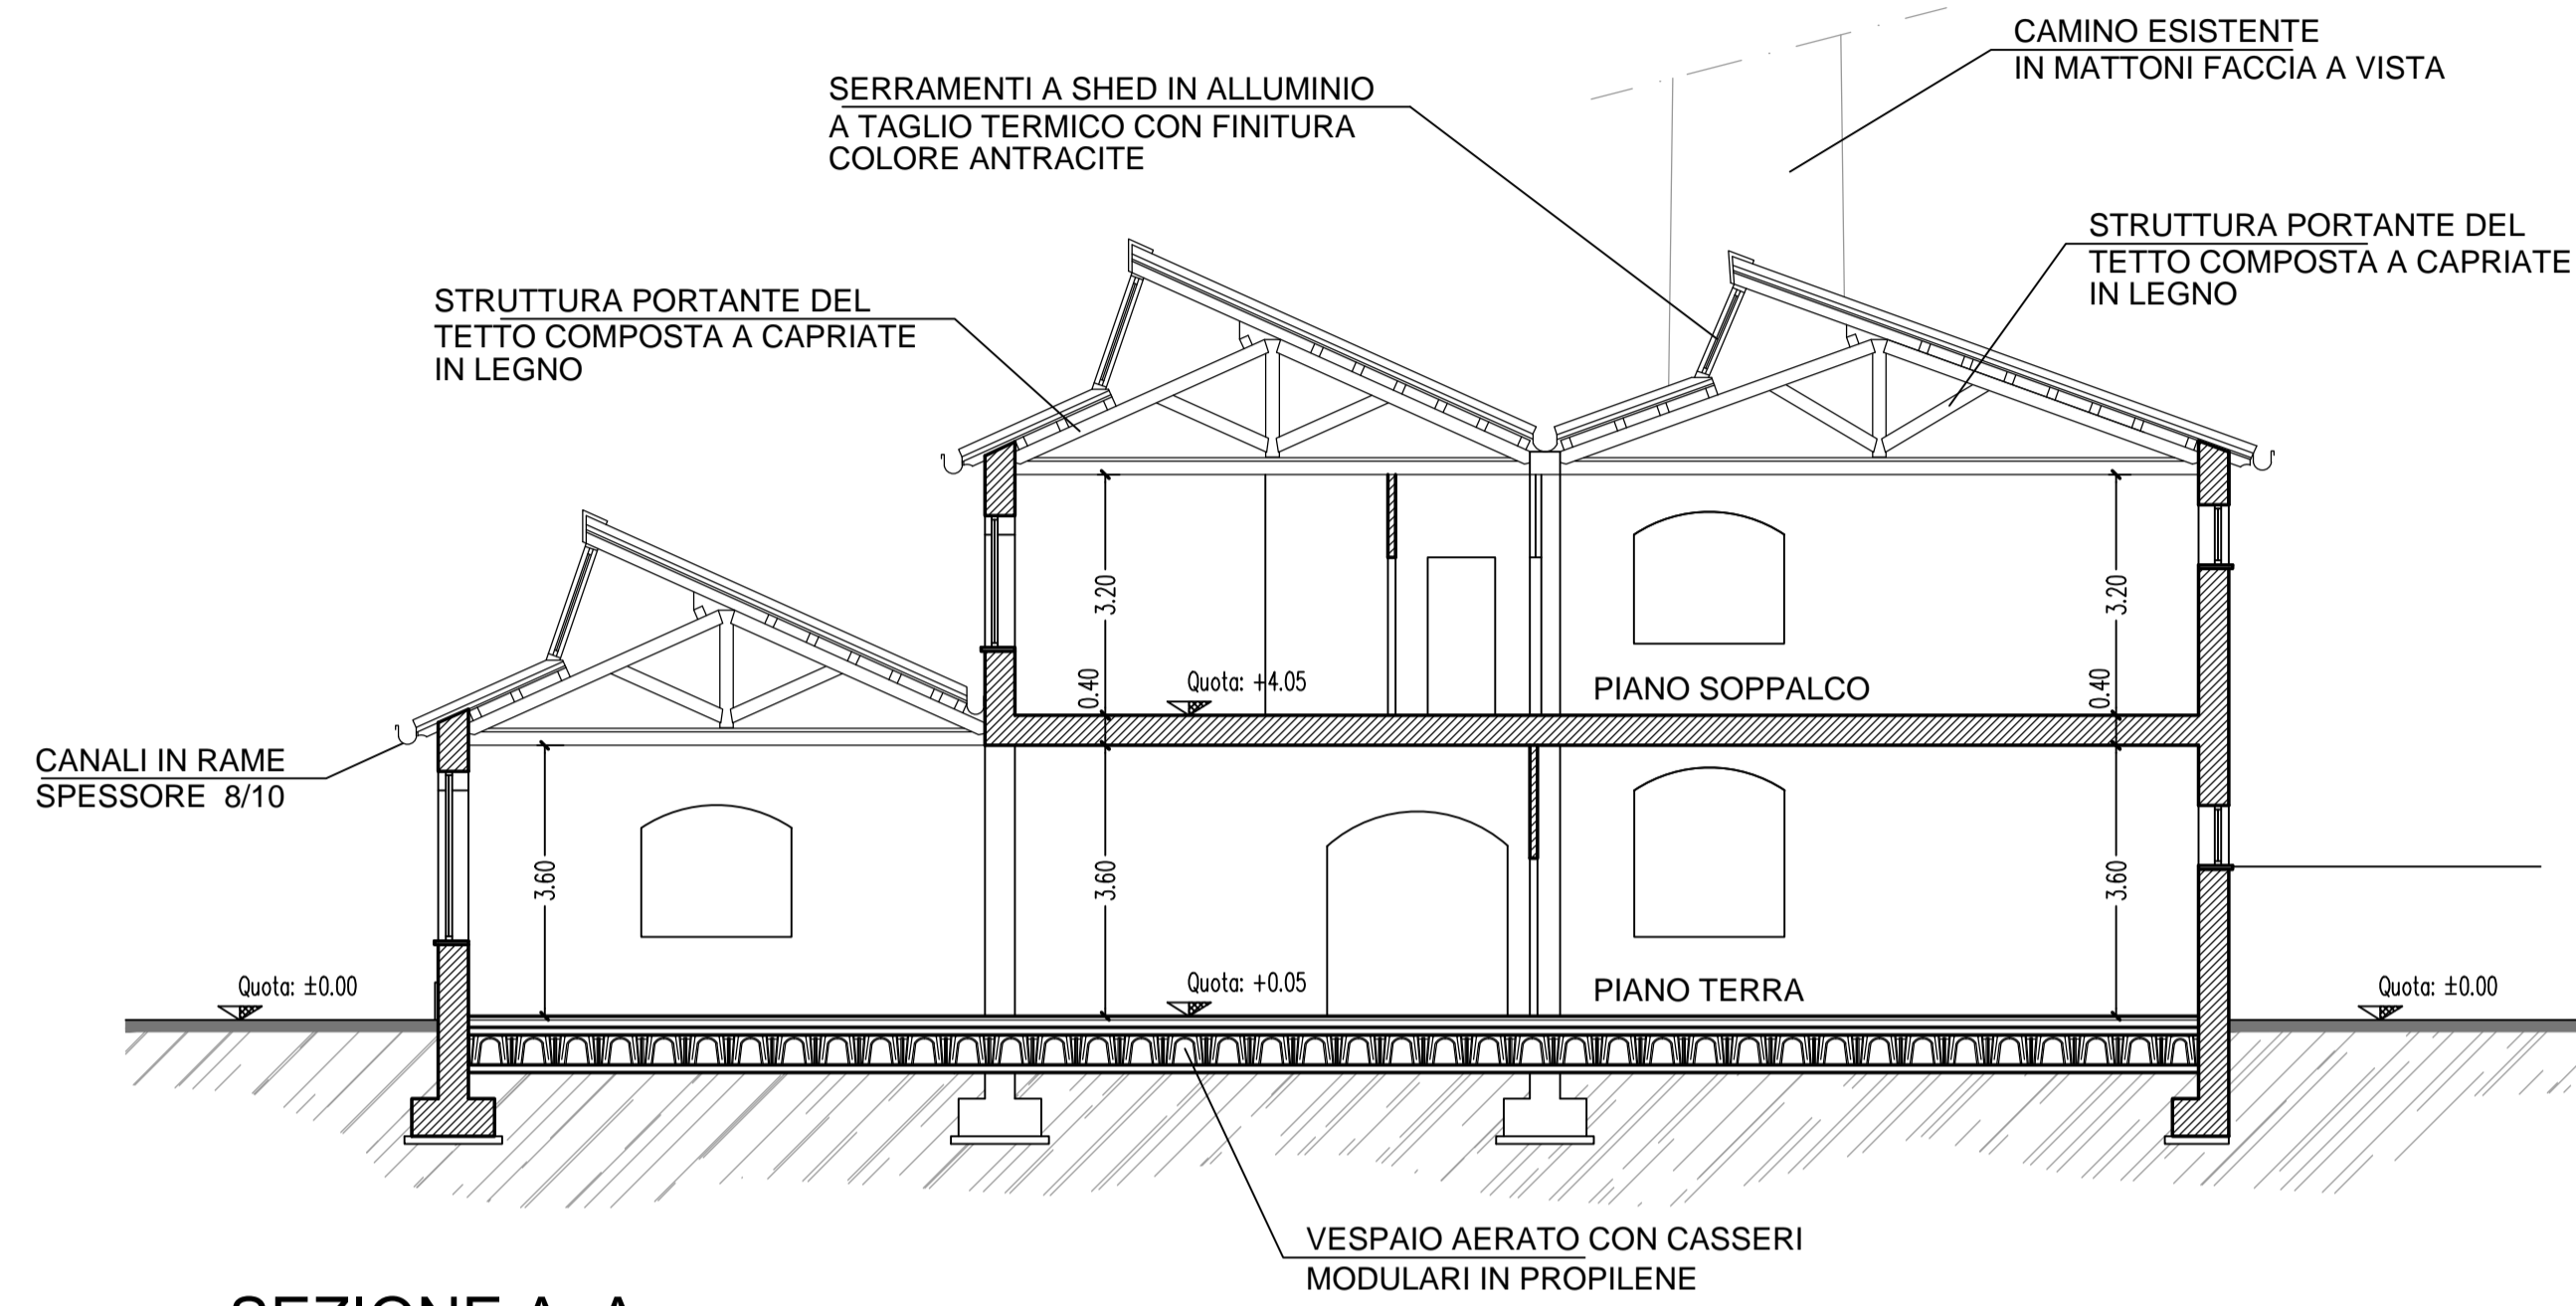 CAMINO ESISTENTE
IN MATTONI FACCIA A VISTA
SERRAMENTI A SHED IN ALLUMINIO
A TAGLIO TERMICO CON FINITURA
COLORE ANTRACITE
STRUTTURA PORTANTE DEL
TETTO COMPOSTA A CAPRIATE
IN LEGNO
STRUTTURA PORTANTE DEL
TETTO COMPOSTA A CAPRIATE
IN LEGNO
3.20
3.20
0.40
Quota: +4.05
PIANO SOPPALCO
0.40
CANALI IN RAME
SPESSORE 8/10
3.60
3.60
3.60
Quota: ±0.00
Quota: +0.05
PIANO TERRA
Quota: ±0.00
VESPAIO AERATO CON CASSERI
MODULARI IN PROPILENE
SEZIONE A-A